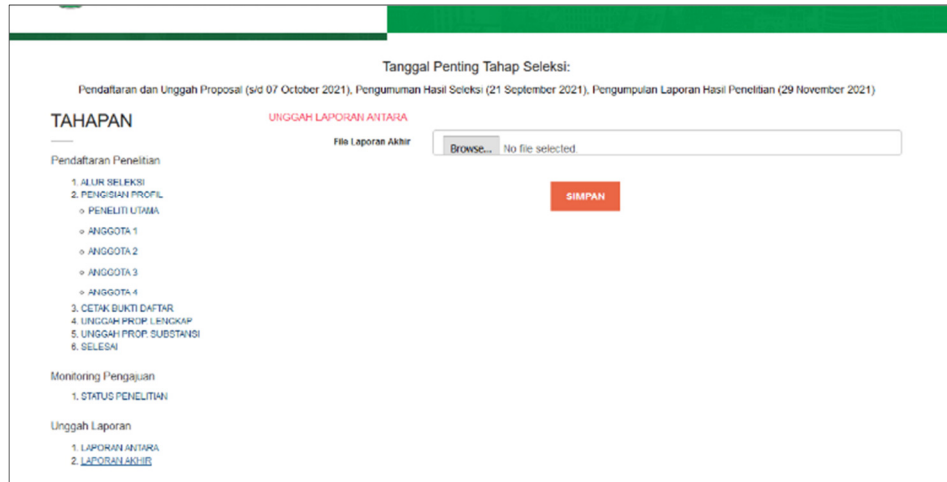 Tanggal Penting Tahap Seleksi:
Pendaftaran dan Unggah Proposal (s/d 07 October 2021), Pengumuman Hasil Seleksi (21 September 2021), Pengumpulan Laporan Hasil Penelitian (29 November 2021)
TAHAPAN
Pendaftaran Penelitian
1. ALUR SELEKSI
2. PENGISIAN PROFIL
PENELITI UTAMA
ANGGOTA 1
ANGGOTA 2
ANGGOTA 3
ANGGOTA 4
3. CETAK BUKTI DAFTAR
4. UNGGAH PROP. LENGKAP
5. UNGGAH PROP. SUBSTANSI
6. SELESAI
Monitoring Pengajuan
1. STATUS PENELITIAN
Unggah Laporan
1. LAPORAN ANTARA
2. LAPORAN AKHIR
UNGGAH LAPORAN ANTARA
File Laporan Akhir
Browse... No file selected.
SIMPAN